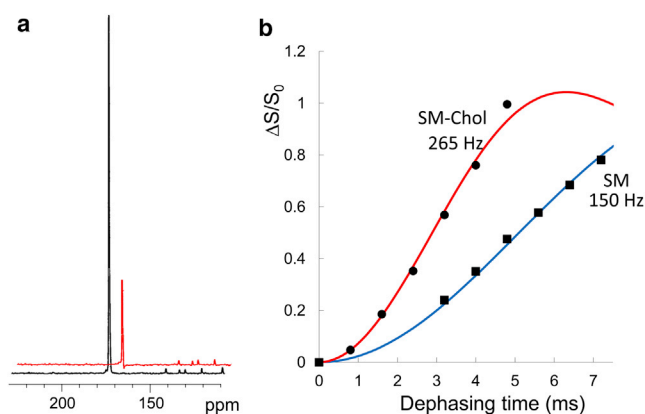 a
b
200
150
ppm
ΔS/S0
1.2
1
0.8
0.6
0.4
0.2
0
SM-Chol
265 Hz
SM
150 Hz
0
1
2
3
4
5
6
7
Dephasing time (ms)